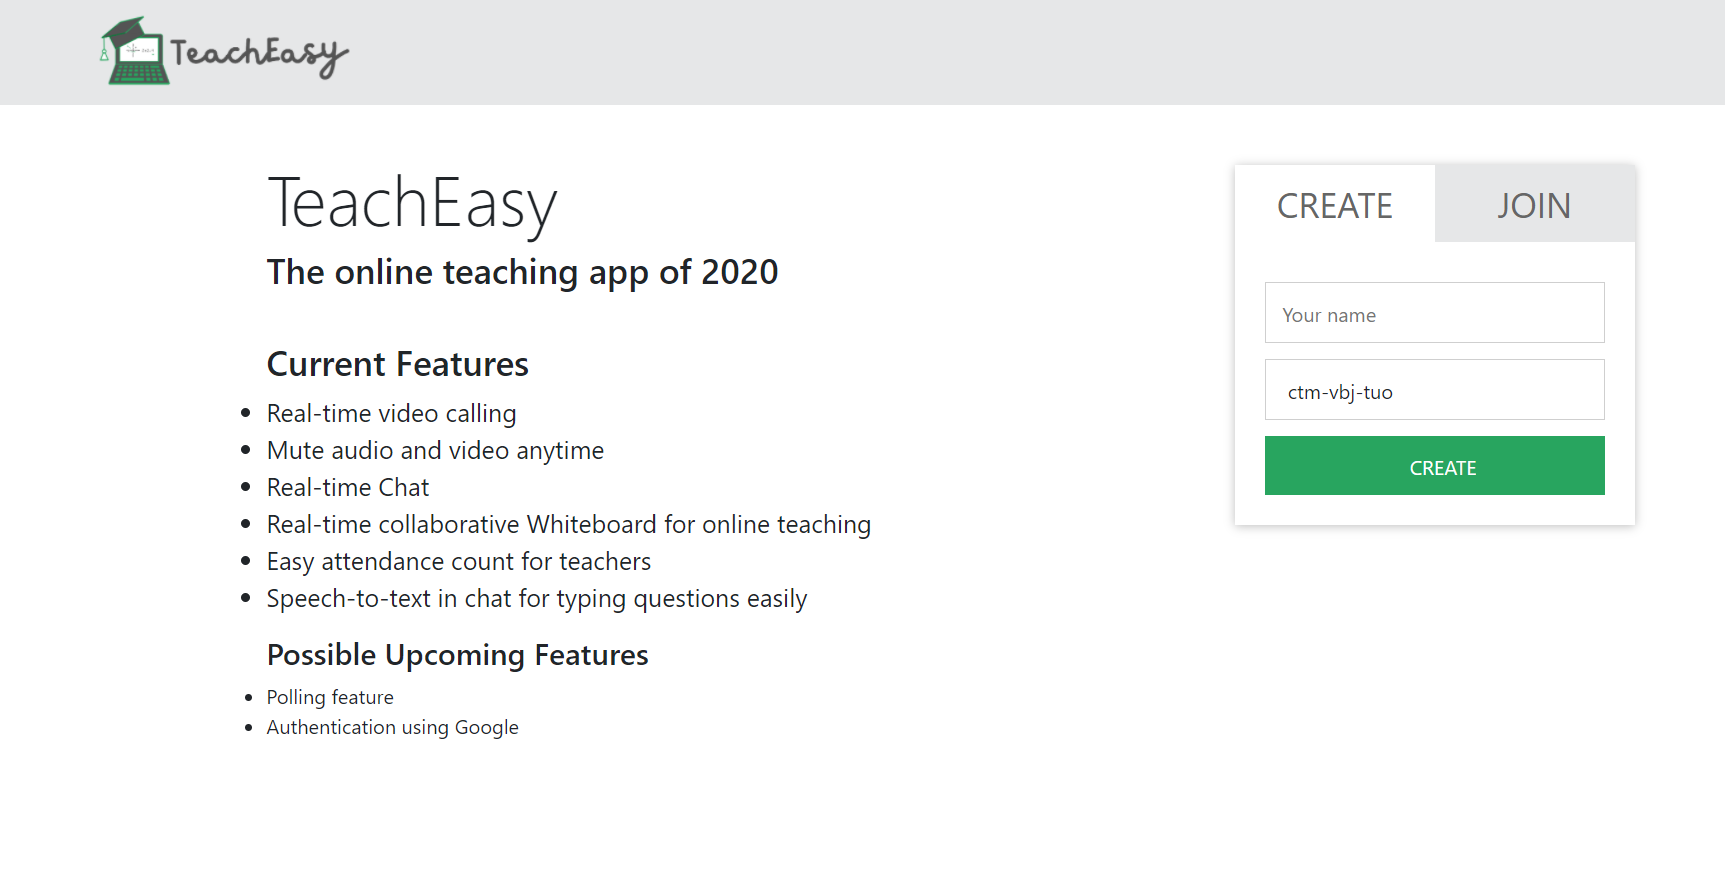 TeachEasy
TeachEasy
The online teaching app of 2020
Current Features
Real-time video calling
Mute audio and video anytime
Real-time Chat
Real-time collaborative Whiteboard for online teaching
Easy attendance count for teachers
Speech-to-text in chat for typing questions easily
Possible Upcoming Features
Polling feature
Authentication using Google
CREATE
JOIN
Your name
ctm-vbj-tuo
CREATE